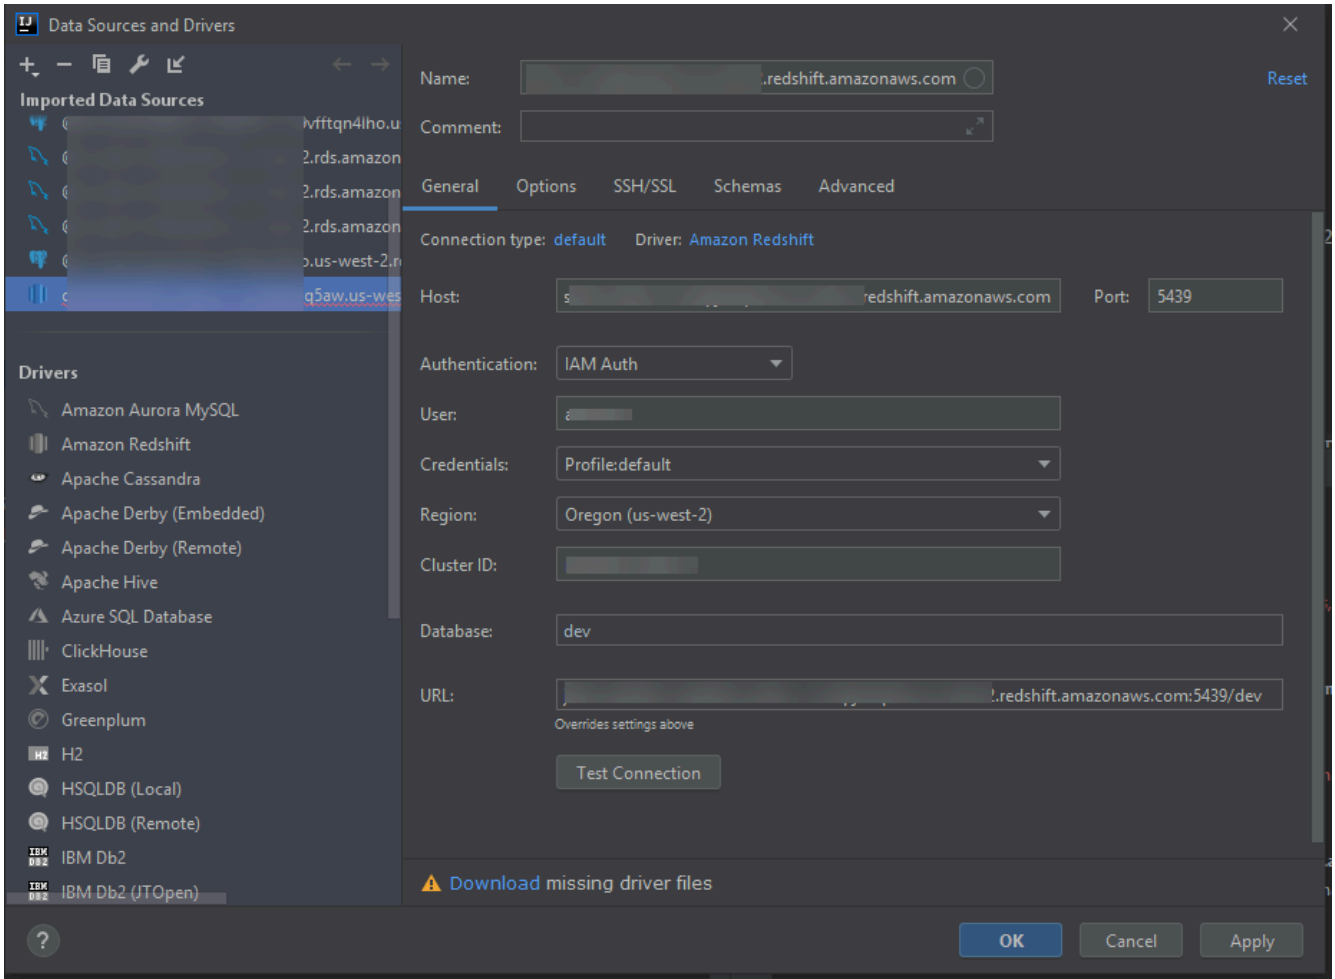 Data Sources and Drivers
Name: .redshift.amazonaws.com Reset
Imported Data Sources
Comment:
vfftqn4lho.u
2.rds.amazon
2.rds.amazon
2.rds.amazon
.us-west-2.r
q5aw.us-wes
General Options SSH/SSL Schemas Advanced
Connection type: default Driver: Amazon Redshift
Host: redshift.amazonaws.com Port: 5439
Authentication: IAM Auth
User:
Credentials: Profile:default
Region: Oregon (us-west-2)
Cluster ID:
Database: dev
URL: 2.redshift.amazonaws.com:5439/dev
Overrides settings above
Test Connection
Drivers
Amazon Aurora MySQL
Amazon Redshift
Apache Cassandra
Apache Derby (Embedded)
Apache Derby (Remote)
Apache Hive
Azure SQL Database
ClickHouse
Exasol
Greenplum
H2
HSQLDB (Local)
HSQLDB (Remote)
IBM Db2
IBM Db2 (JTOpen)
Download missing driver files
? OK Cancel Apply